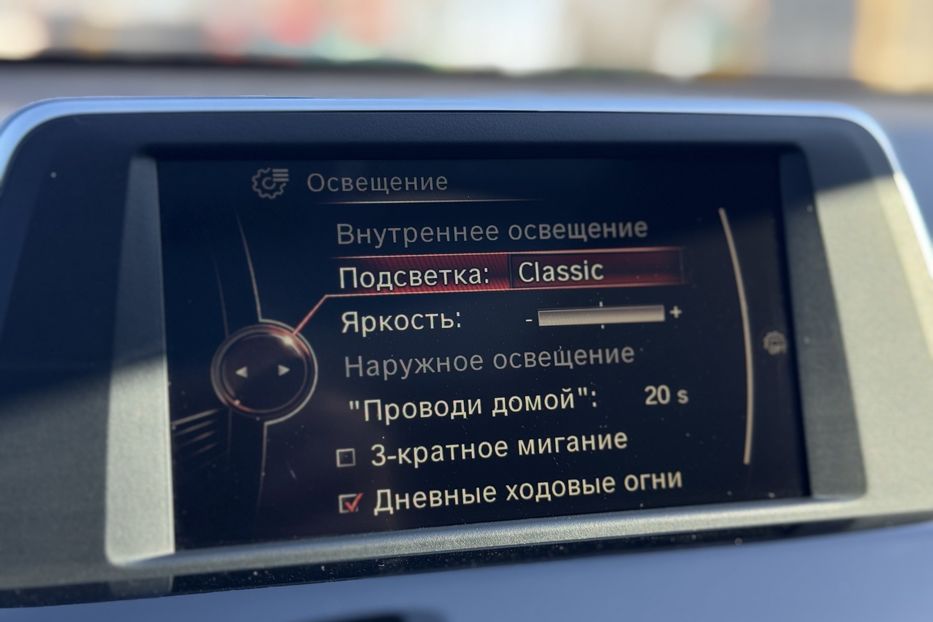 Освещение
Внутреннее освещение
Подсветка: Classic
Яркость: - +
Наружное освещение
"Проводи домой": 20 s
3-кратное мигание
Дневные ходовые огни